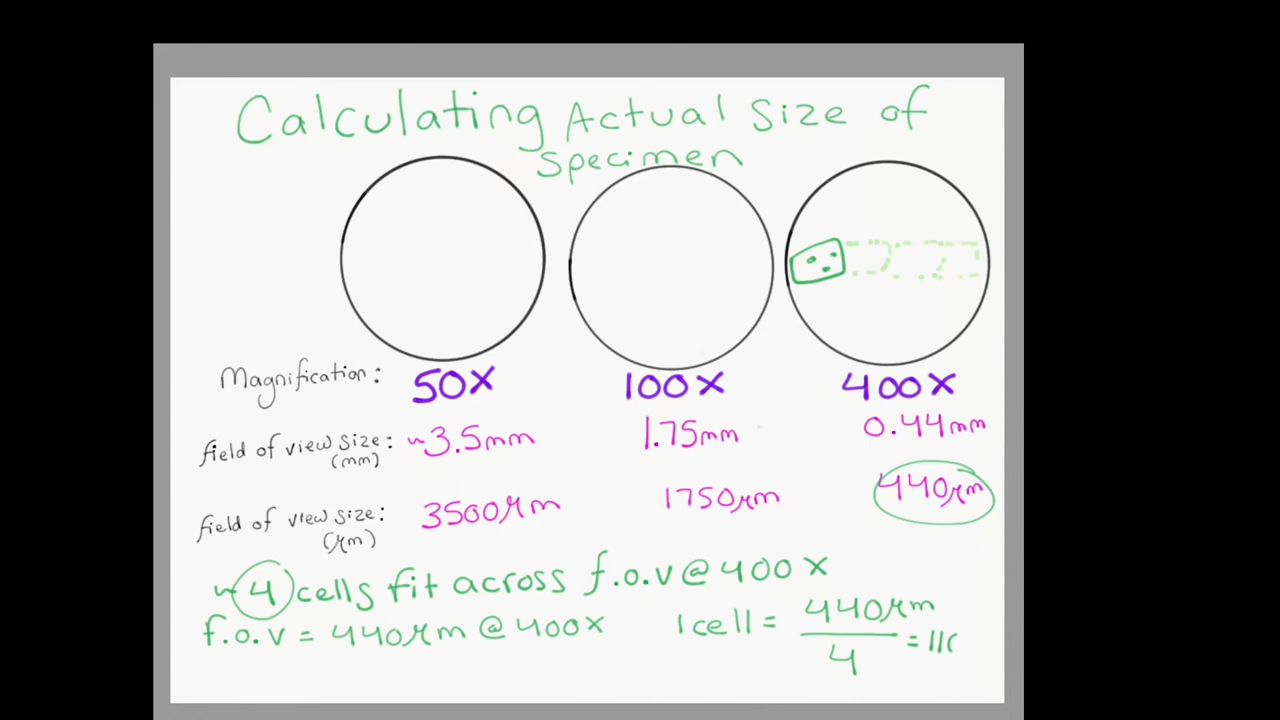 Calculating Actual Size of
Specimen
Magnification: 50X 100X 400X
field of view size: ~3.5mm 1.75mm 0.44mm
(mm)
field of view size: 3500μm 1750μm 440μm
(μm)
~4 cells fit across f.o.v @ 400X
f.o.v = 440μm @ 400X 1 cell = 440μm
4 = 110